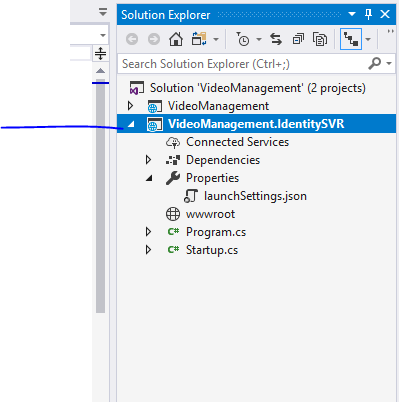 Solution Explorer
Search Solution Explorer (Ctrl+;)
Solution 'VideoManagement' (2 projects)
VideoManagement
VideoManagement.IdentitySVR
Connected Services
Dependencies
Properties
launchSettings.json
wwwroot
C# Program.cs
C# Startup.cs